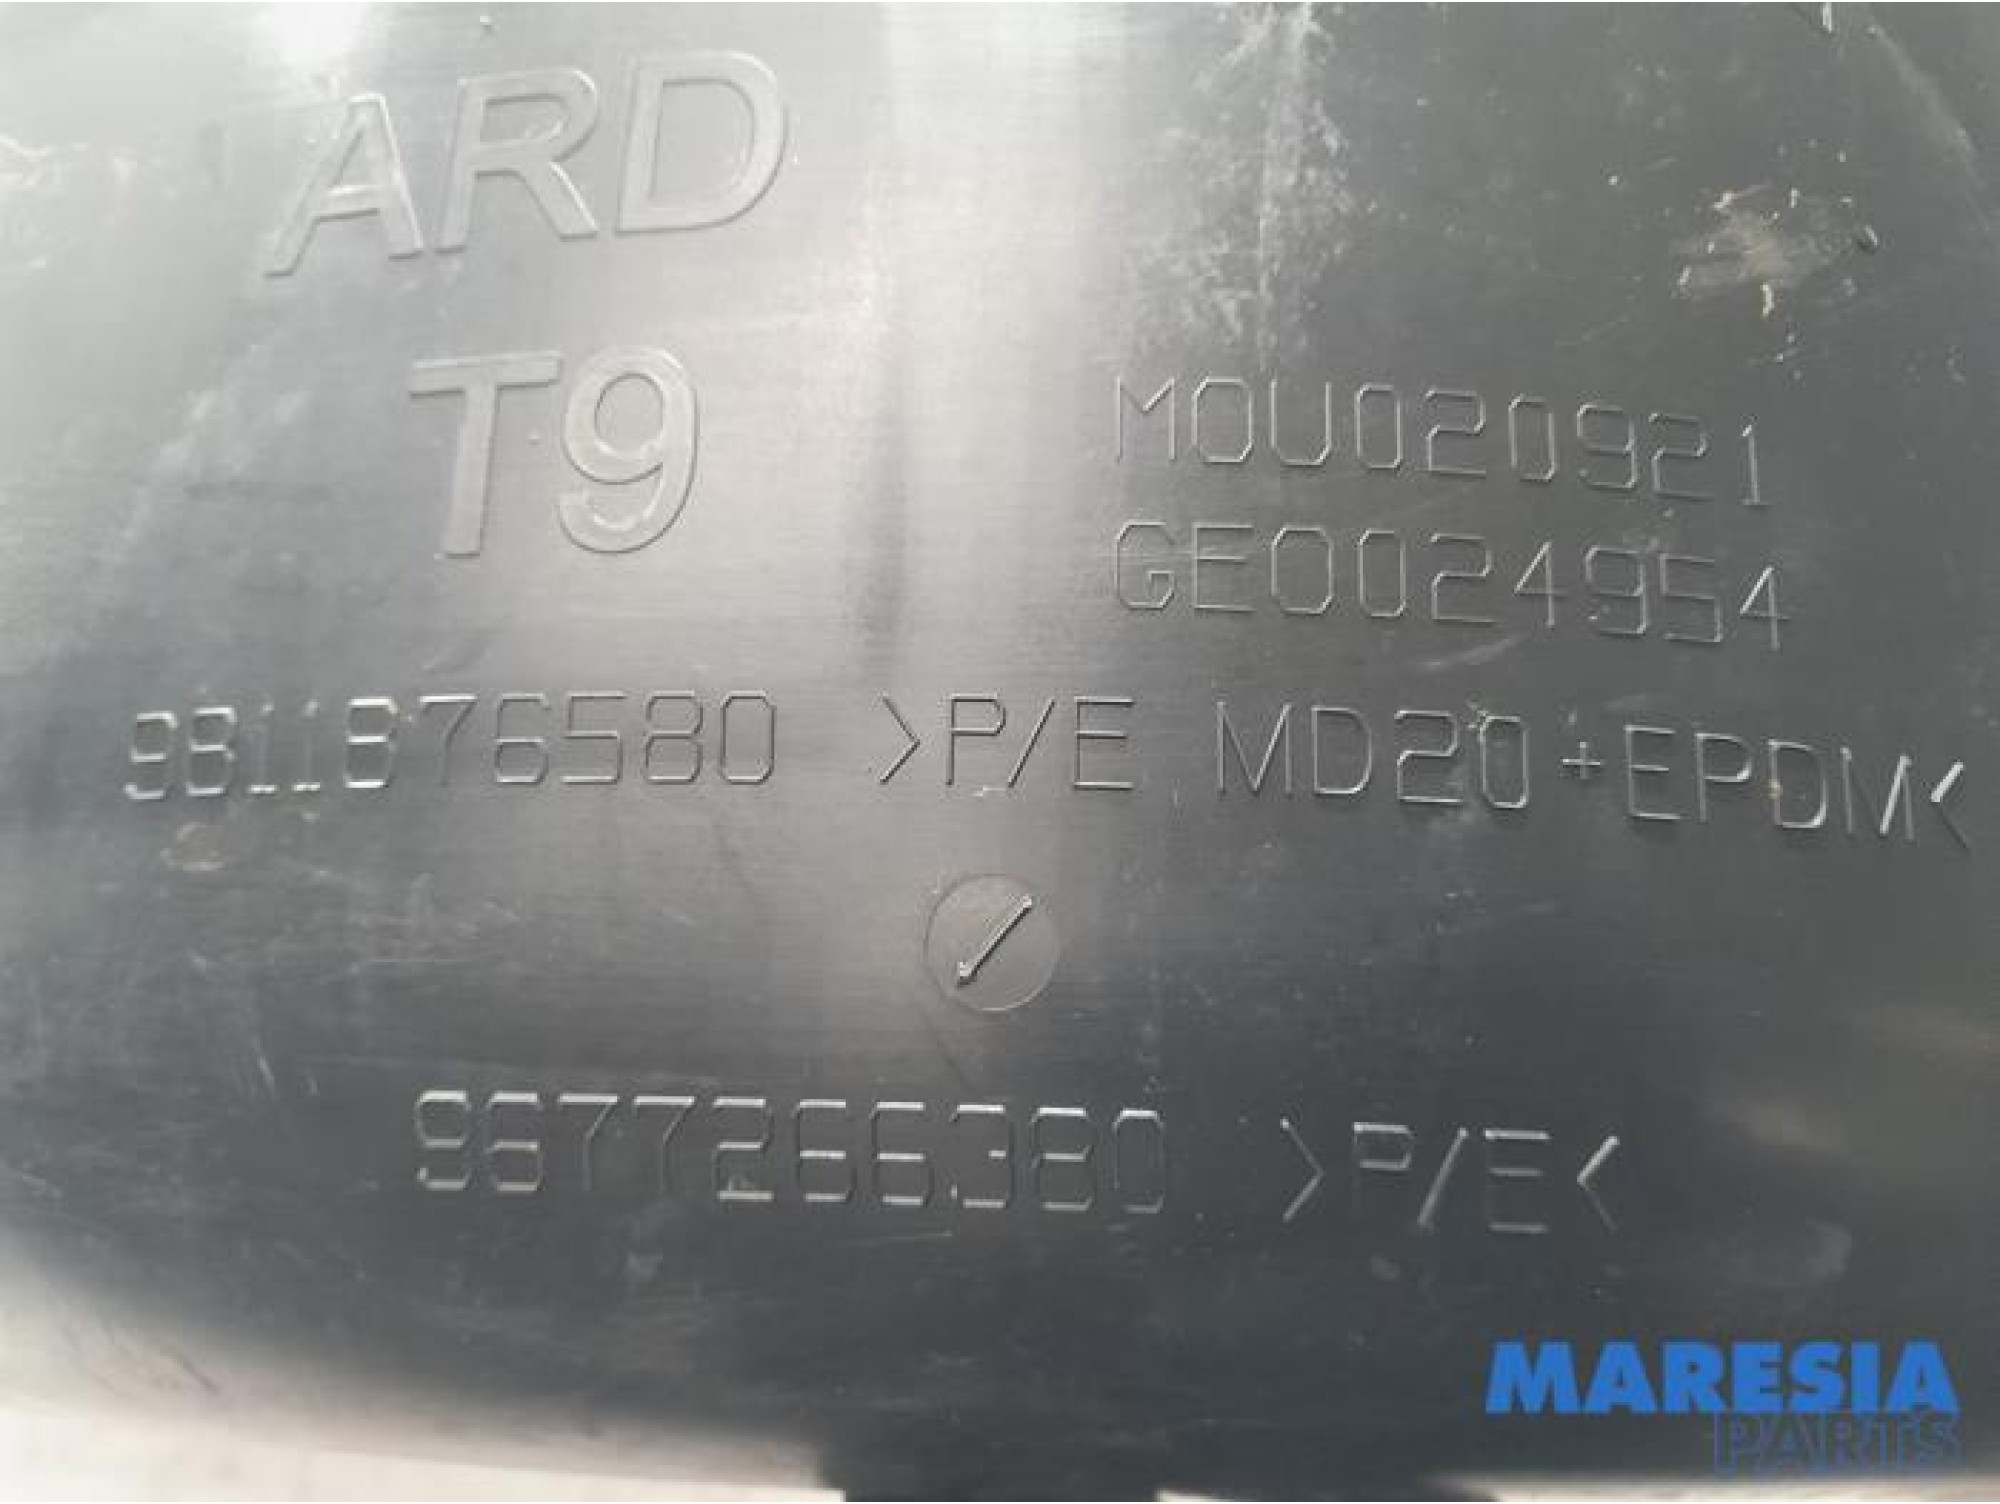 ARD
T9
MOU020921
GE0024954
9811876580 >P/E MD20+EPDM<
9677266380 >P/E<
MARESIA
PARTS